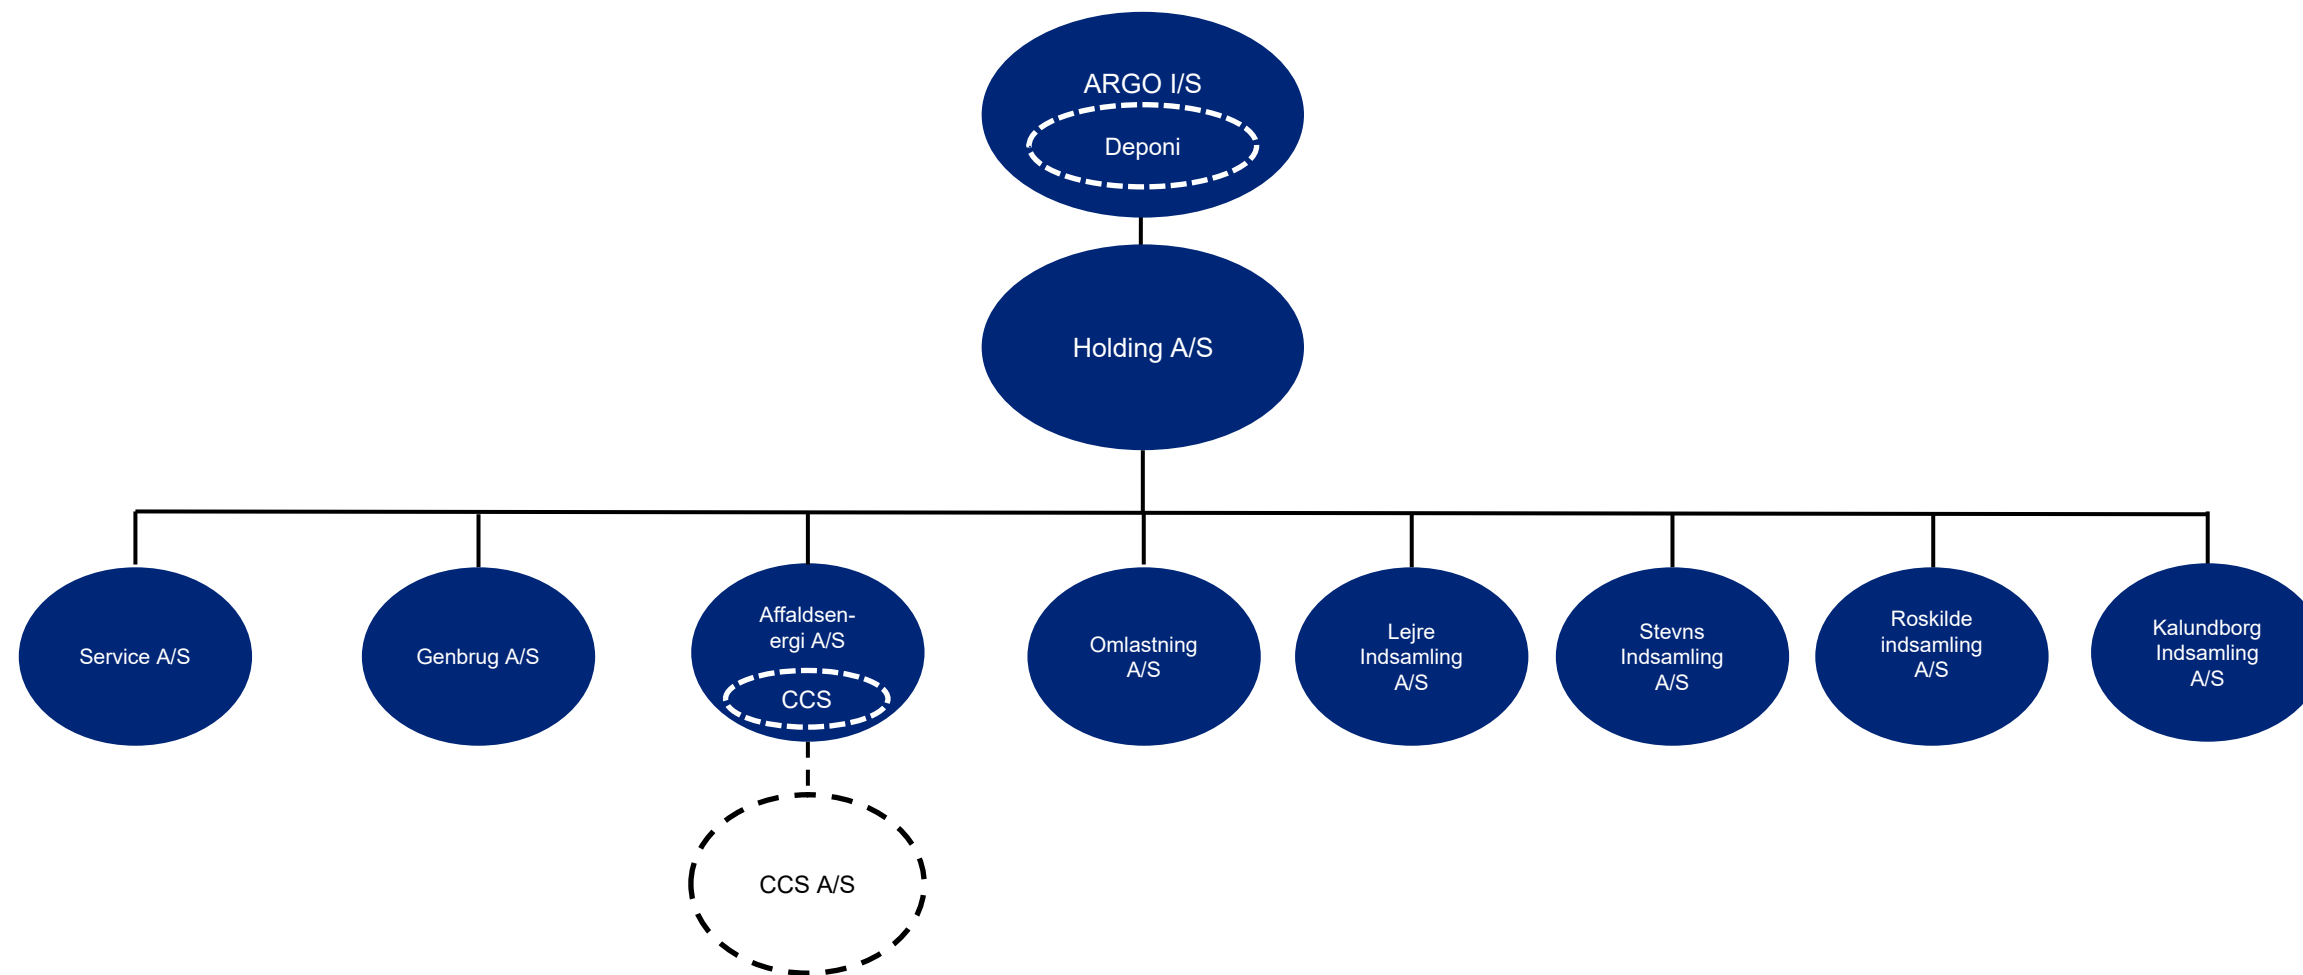 ARGO I/S
Deponi
Holding A/S
Service A/S
Genbrug A/S
Affaldsen-
ergi A/S
CCS
Omlastning
A/S
Lejre
Indsamling
A/S
Stevns
Indsamling
A/S
Roskilde
indsamling
A/S
Kalundborg
Indsamling
A/S
CCS A/S